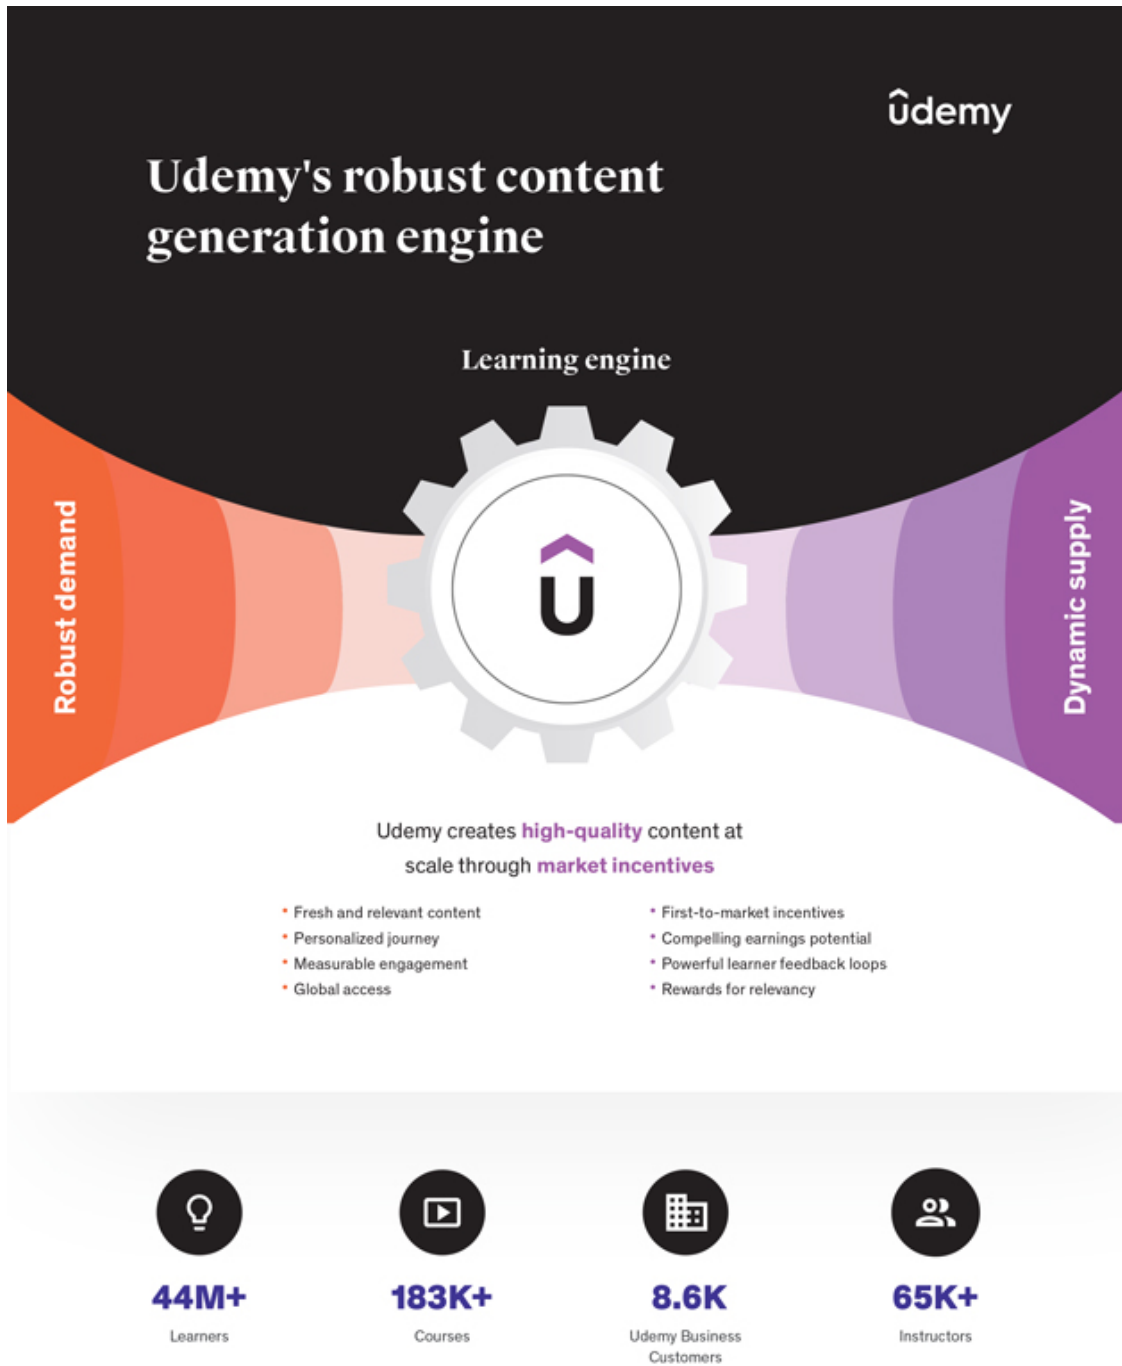 ûdemy
Udemy's robust content
generation engine
Learning engine
Robust demand
Dynamic supply
Udemy creates high-quality content at
scale through market incentives
• Fresh and relevant content
• Personalized journey
• Measurable engagement
• Global access
• First-to-market incentives
• Compelling earnings potential
• Powerful learner feedback loops
• Rewards for relevancy
44M+
Learners
183K+
Courses
8.6K
Udemy Business
Customers
65K+
Instructors